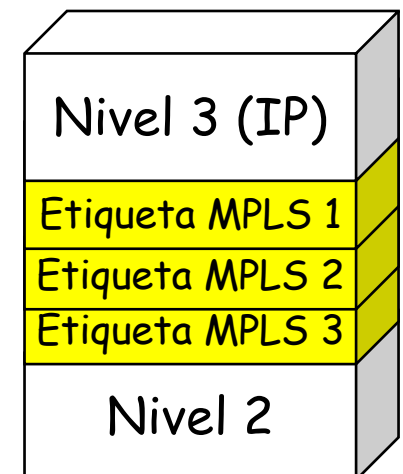 Nivel 3 (IP)
Etiqueta MPLS 1
Etiqueta MPLS 2
Etiqueta MPLS 3
Nivel 2